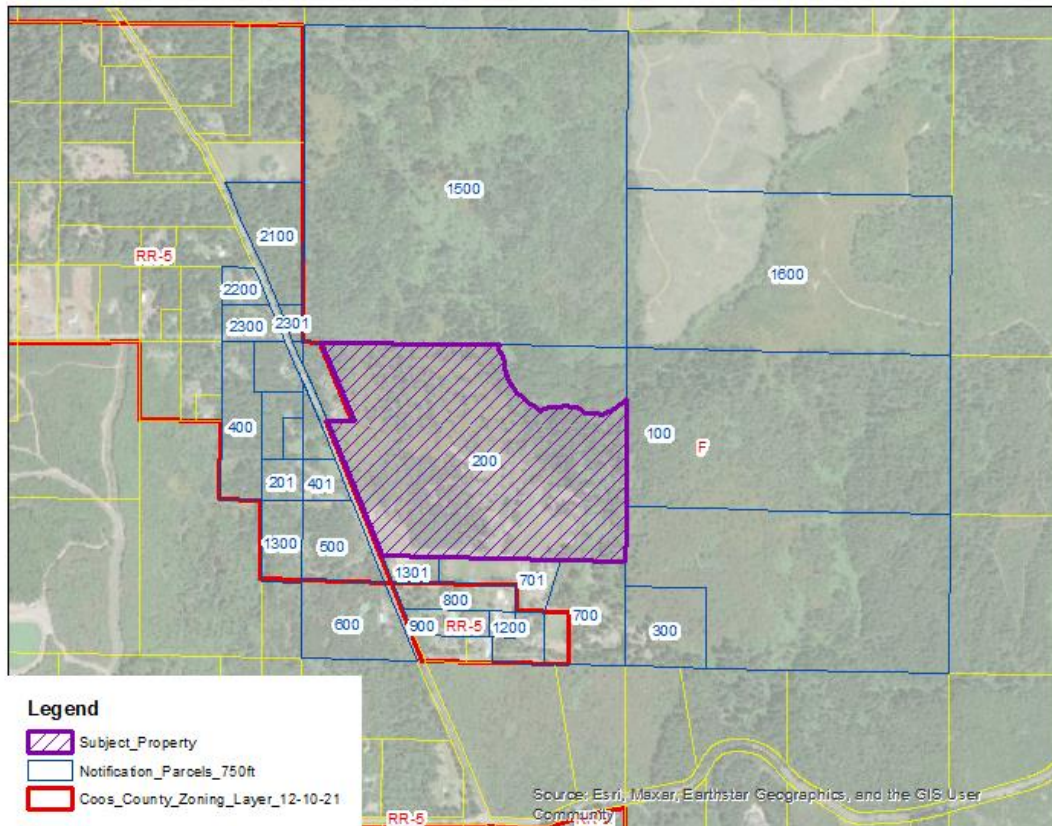 1500
2100
RR-5
1600
2200
2300
2301
400
100
F
200
201
401
1300
500
1301
701
800
700
600
900
RR-5
1200
300
Legend
Subject_Property
Notification_Parcels_750ft
Coos_County_Zoning_Layer_12-10-21
Source: Esri, Maxar, Earthstar Geographics, and the GIS User
Community
RR-5